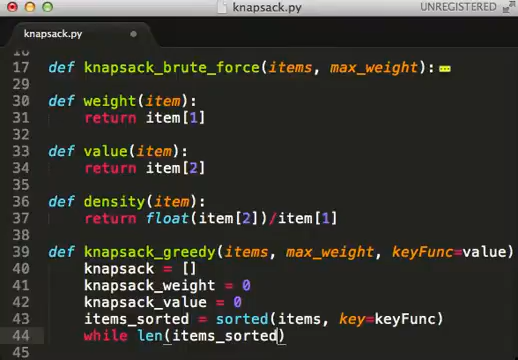 knapsack.py
UNREGISTERED
knapsack.py
17 def knapsack_brute_force(items, max_weight):
29
30 def weight(item):
31     return item[1]
32
33 def value(item):
34     return item[2]
35
36 def density(item):
37     return float(item[2])/item[1]
38
39 def knapsack_greedy(items, max_weight, keyFunc=value)
40     knapsack = []
41     knapsack_weight = 0
42     knapsack_value = 0
43     items_sorted = sorted(items, key=keyFunc)
44     while len(items_sorted)
45